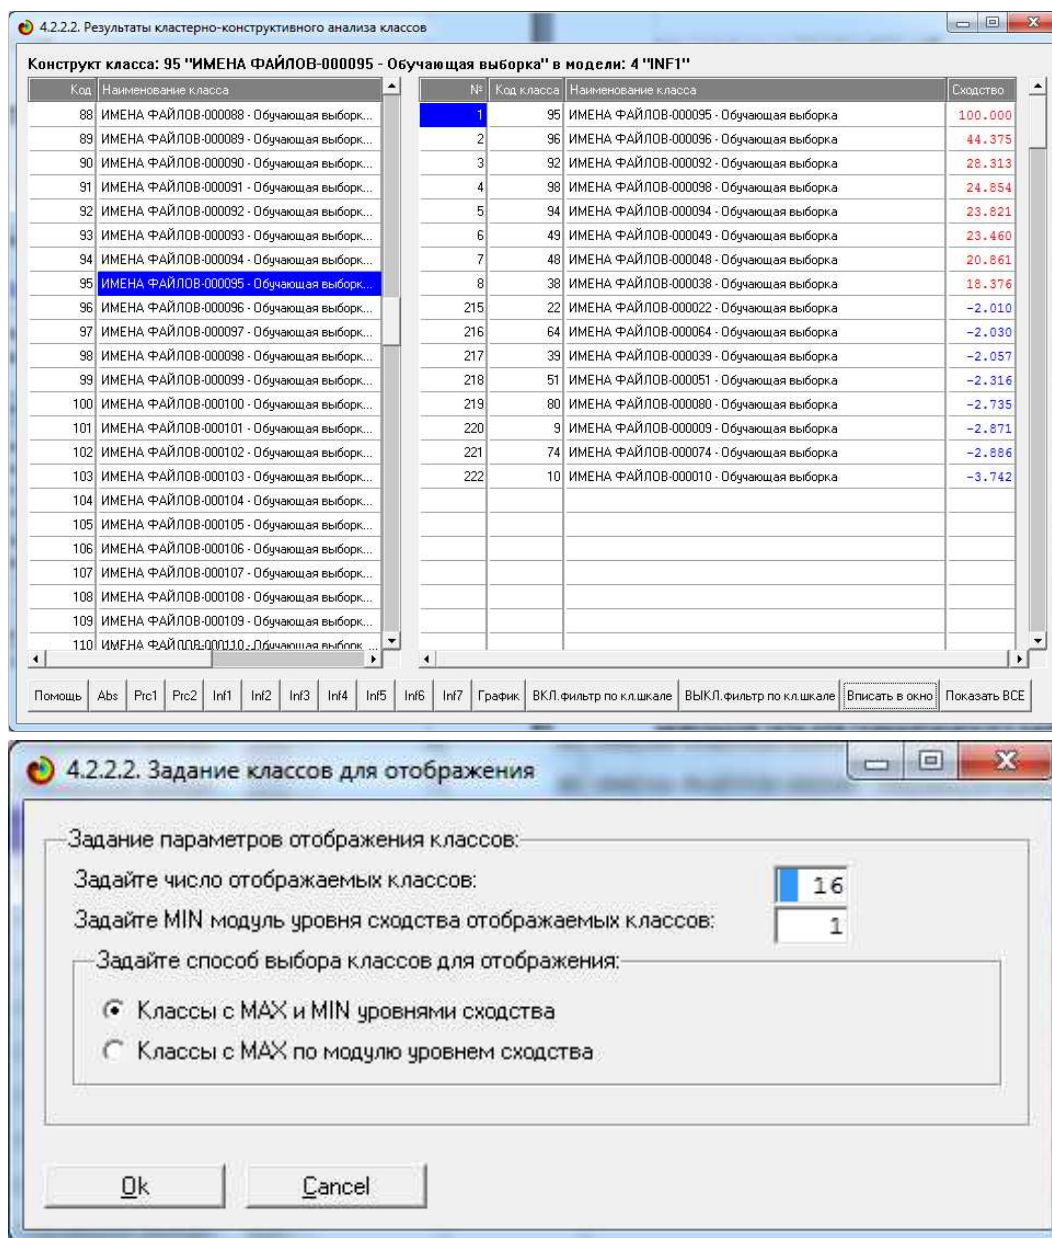 4.2.2.2. Результаты кластерно-конструктивного анализа классов
Конструкт класса: 95 "ИМЕНА ФАЙЛОВ-000095 - Обучающая выборка" в модели: 4 "INF1"
Код Наименование класса
88 ИМЕНА ФАЙЛОВ-000088 - Обучающая выборк...
89 ИМЕНА ФАЙЛОВ-000089 - Обучающая выборк...
90 ИМЕНА ФАЙЛОВ-000090 - Обучающая выборк...
91 ИМЕНА ФАЙЛОВ-000091 - Обучающая выборк...
92 ИМЕНА ФАЙЛОВ-000092 - Обучающая выборк...
93 ИМЕНА ФАЙЛОВ-000093 - Обучающая выборк...
94 ИМЕНА ФАЙЛОВ-000094 - Обучающая выборк...
95 ИМЕНА ФАЙЛОВ-000095 - Обучающая выборк...
96 ИМЕНА ФАЙЛОВ-000096 - Обучающая выборк...
97 ИМЕНА ФАЙЛОВ-000097 - Обучающая выборк...
98 ИМЕНА ФАЙЛОВ-000098 - Обучающая выборк...
99 ИМЕНА ФАЙЛОВ-000099 - Обучающая выборк...
100 ИМЕНА ФАЙЛОВ-000100 - Обучающая выборк...
101 ИМЕНА ФАЙЛОВ-000101 - Обучающая выборк...
102 ИМЕНА ФАЙЛОВ-000102 - Обучающая выборк...
103 ИМЕНА ФАЙЛОВ-000103 - Обучающая выборк...
104 ИМЕНА ФАЙЛОВ-000104 - Обучающая выборк...
105 ИМЕНА ФАЙЛОВ-000105 - Обучающая выборк...
106 ИМЕНА ФАЙЛОВ-000106 - Обучающая выборк...
107 ИМЕНА ФАЙЛОВ-000107 - Обучающая выборк...
108 ИМЕНА ФАЙЛОВ-000108 - Обучающая выборк...
109 ИМЕНА ФАЙЛОВ-000109 - Обучающая выборк...
110 ИМЕНА ФАЙЛОВ-000110 - Обучающая выборк...
№ Код класса Наименование класса Сходство
1 95 ИМЕНА ФАЙЛОВ-000095 - Обучающая выборка 100.000
2 96 ИМЕНА ФАЙЛОВ-000096 - Обучающая выборка 44.375
3 92 ИМЕНА ФАЙЛОВ-000092 - Обучающая выборка 28.313
4 98 ИМЕНА ФАЙЛОВ-000098 - Обучающая выборка 24.854
5 94 ИМЕНА ФАЙЛОВ-000094 - Обучающая выборка 23.821
6 49 ИМЕНА ФАЙЛОВ-000049 - Обучающая выборка 23.460
7 48 ИМЕНА ФАЙЛОВ-000048 - Обучающая выборка 20.861
8 38 ИМЕНА ФАЙЛОВ-000038 - Обучающая выборка 18.376
215 22 ИМЕНА ФАЙЛОВ-000022 - Обучающая выборка -2.010
216 64 ИМЕНА ФАЙЛОВ-000064 - Обучающая выборка -2.030
217 39 ИМЕНА ФАЙЛОВ-000039 - Обучающая выборка -2.057
218 51 ИМЕНА ФАЙЛОВ-000051 - Обучающая выборка -2.316
219 80 ИМЕНА ФАЙЛОВ-000080 - Обучающая выборка -2.735
220 9 ИМЕНА ФАЙЛОВ-000009 - Обучающая выборка -2.871
221 74 ИМЕНА ФАЙЛОВ-000074 - Обучающая выборка -2.886
222 10 ИМЕНА ФАЙЛОВ-000010 - Обучающая выборка -3.742
Помощь Abs Prc1 Prc2 Inf1 Inf2 Inf3 Inf4 Inf5 Inf6 Inf7 График ВКЛ.фильтр по кл.шкале ВЫКЛ.фильтр по кл.шкале Вписать в окно Показать ВСЕ
4.2.2.2. Задание классов для отображения
Задание параметров отображения классов:
Задайте число отображаемых классов: 16
Задайте MIN модуль уровня сходства отображаемых классов: 1
Задайте способ выбора классов для отображения:
Классы с MAX и MIN уровнями сходства
Классы с MAX по модулю уровнем сходства
Ok Cancel